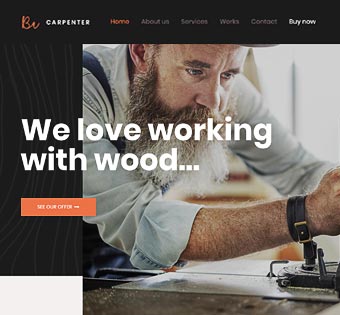 Be CARPENTER
Home About us Services Works Contact Buy now
We love working
with wood...
SEE OUR OFFER →